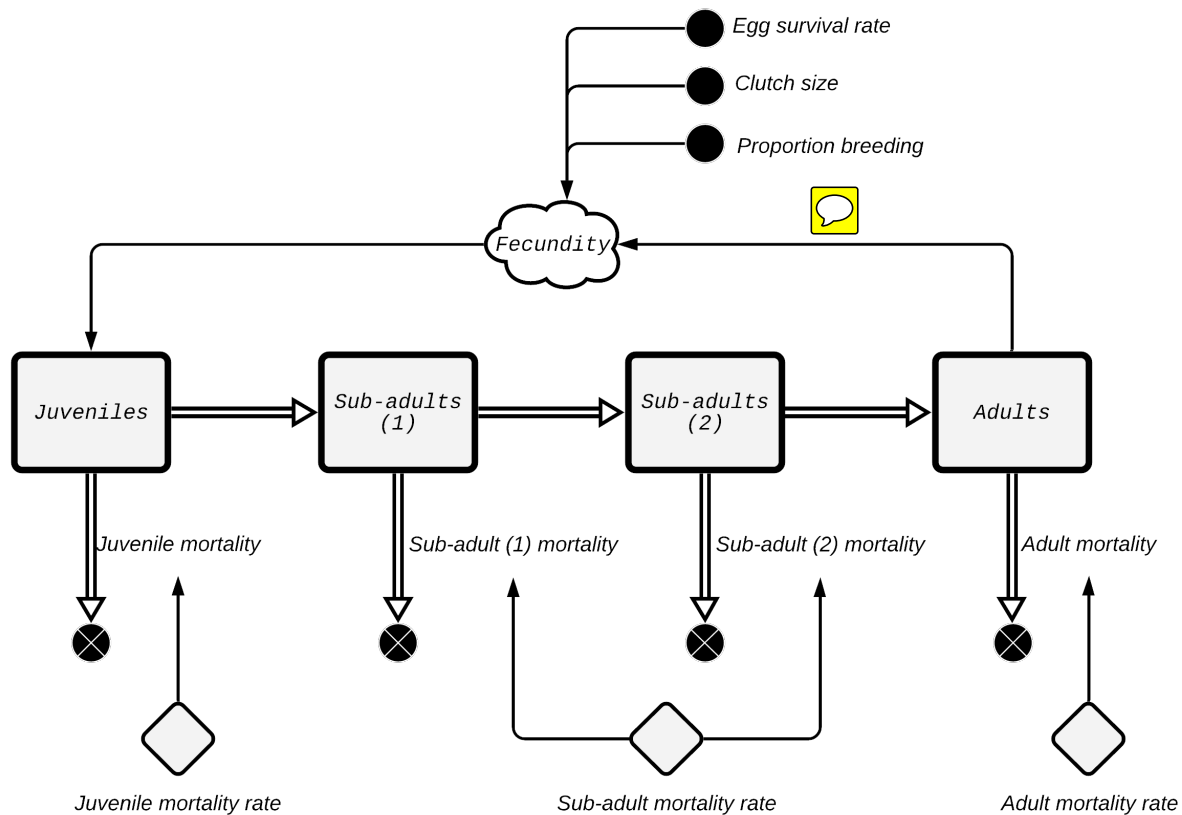 Egg survival rate
Clutch size
Proportion breeding
Fecundity
Juveniles
Sub-adults
(1)
Sub-adults
(2)
Adults
Juvenile mortality
Sub-adult (1) mortality
Sub-adult (2) mortality
Adult mortality
Juvenile mortality rate
Sub-adult mortality rate
Adult mortality rate